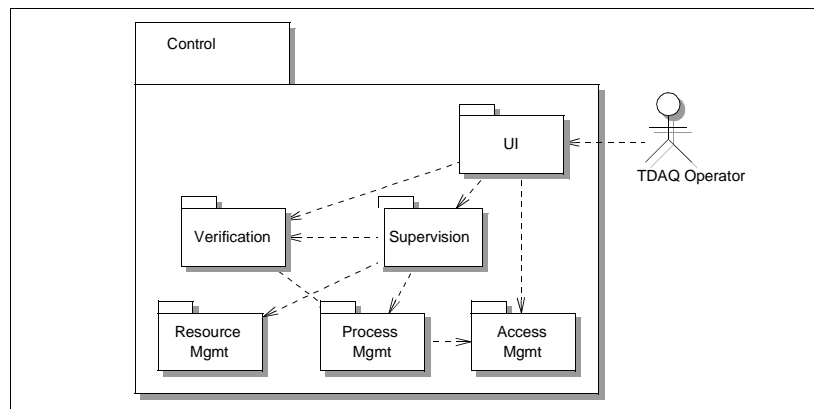 Control
UI
TDAQ Operator
Verification
Supervision
Resource
Mgmt
Process
Mgmt
Access
Mgmt